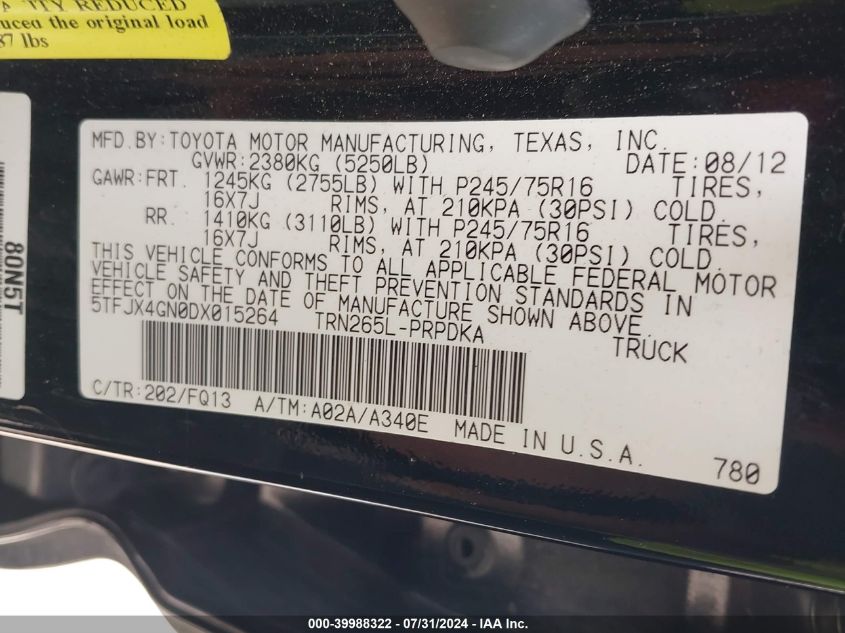 REDUCED
the original load
lbs
80N5T
MFD.BY:TOYOTA MOTOR MANUFACTURING, TEXAS, INC.
GVWR:2380KG (5250LB) DATE:08/12
GAWR:FRT. 1245KG (2755LB) WITH P245/75R16 TIRES,
16X7J RIMS, AT 210KPA (30PSI) COLD.
RR. 1410KG (3110LB) WITH P245/75R16 TIRES,
16X7J RIMS, AT 210KPA (30PSI) COLD.
THIS VEHICLE CONFORMS TO ALL APPLICABLE FEDERAL MOTOR
VEHICLE SAFETY AND THEFT PREVENTION STANDARDS IN
EFFECT ON THE DATE OF MANUFACTURE SHOWN ABOVE.
5TFJX4GN0DX015264 TRN265L-PRPDKA TRUCK
C/TR:202/FQ13 A/TM:A02A/A340E MADE IN U.S.A.
780
000-39988322 - 07/31/2024 - IAA Inc.